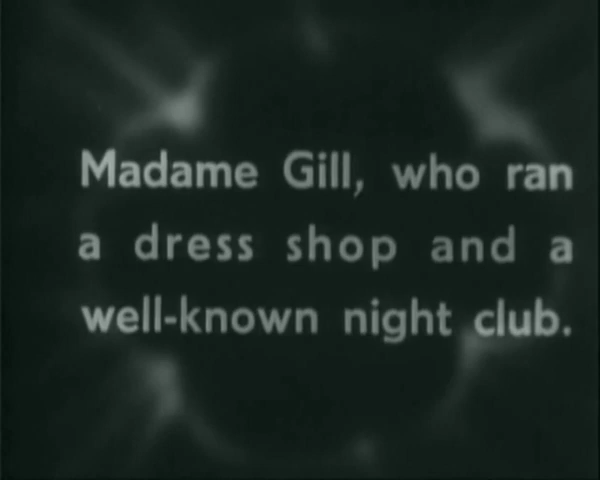 Madame Gill, who ran
a dress shop and a
well-known night club.